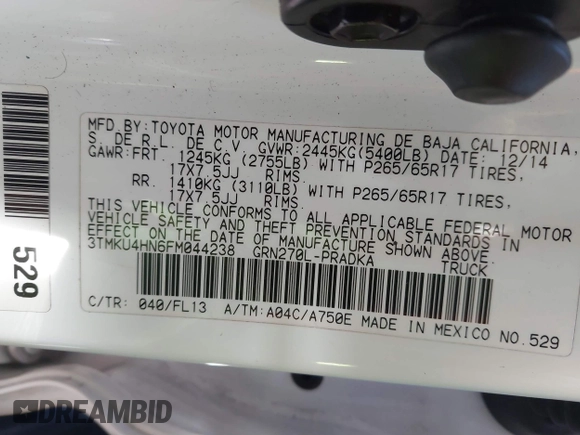 MFD.BY:TOYOTA MOTOR MANUFACTURING DE BAJA CALIFORNIA,
S. DE R.L. DE C.V. GVWR:2445KG(5400LB) DATE: 12/14
GAWR:FRT. 1245KG (2755LB) WITH P265/65R17 TIRES,
17X7.5JJ RIMS.
RR. 1410KG (3110LB) WITH P265/65R17 TIRES,
17X7.5JJ RIMS.
THIS VEHICLE CONFORMS TO ALL APPLICABLE FEDERAL MOTOR
VEHICLE SAFETY AND THEFT PREVENTION STANDARDS IN
EFFECT ON THE DATE OF MANUFACTURE SHOWN ABOVE.
3TMKU4HN6FM044238 GRN270L-PRADKA
TRUCK
C/TR: 040/FL13 A/TM:A04C/A750E MADE IN MEXICO NO.529
529
DREAMBID